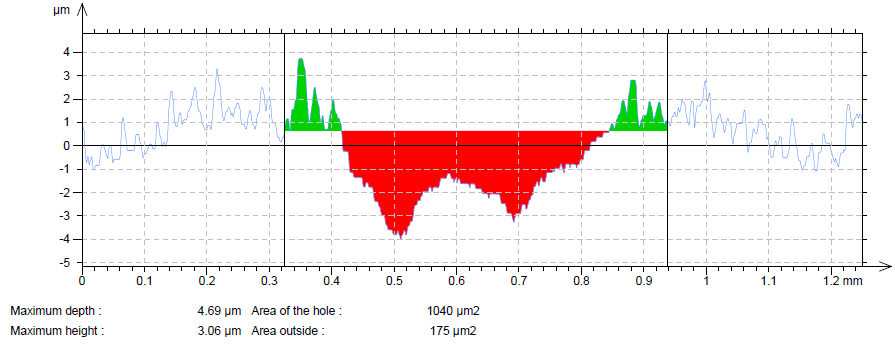 µm
4
3
2
1
0
-1
-2
-3
-4
-5
0 0.1 0.2 0.3 0.4 0.5 0.6 0.7 0.8 0.9 1 1.1 1.2 mm
Maximum depth : 4.69 µm Area of the hole : 1040 µm2
Maximum height : 3.06 µm Area outside : 175 µm2